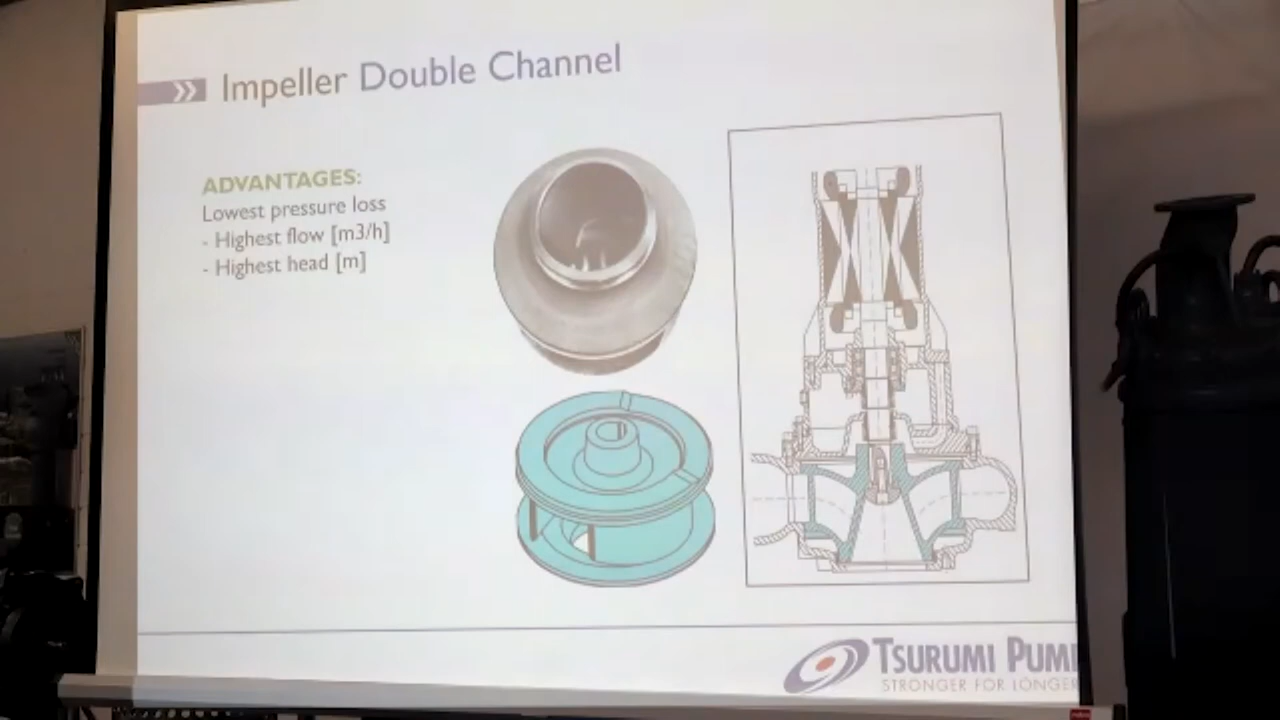 Impeller Double Channel
ADVANTAGES:
Lowest pressure loss
- Highest flow [m3/h]
- Highest head [m]
TSURUMI PUMP
STRONGER FOR LONGER